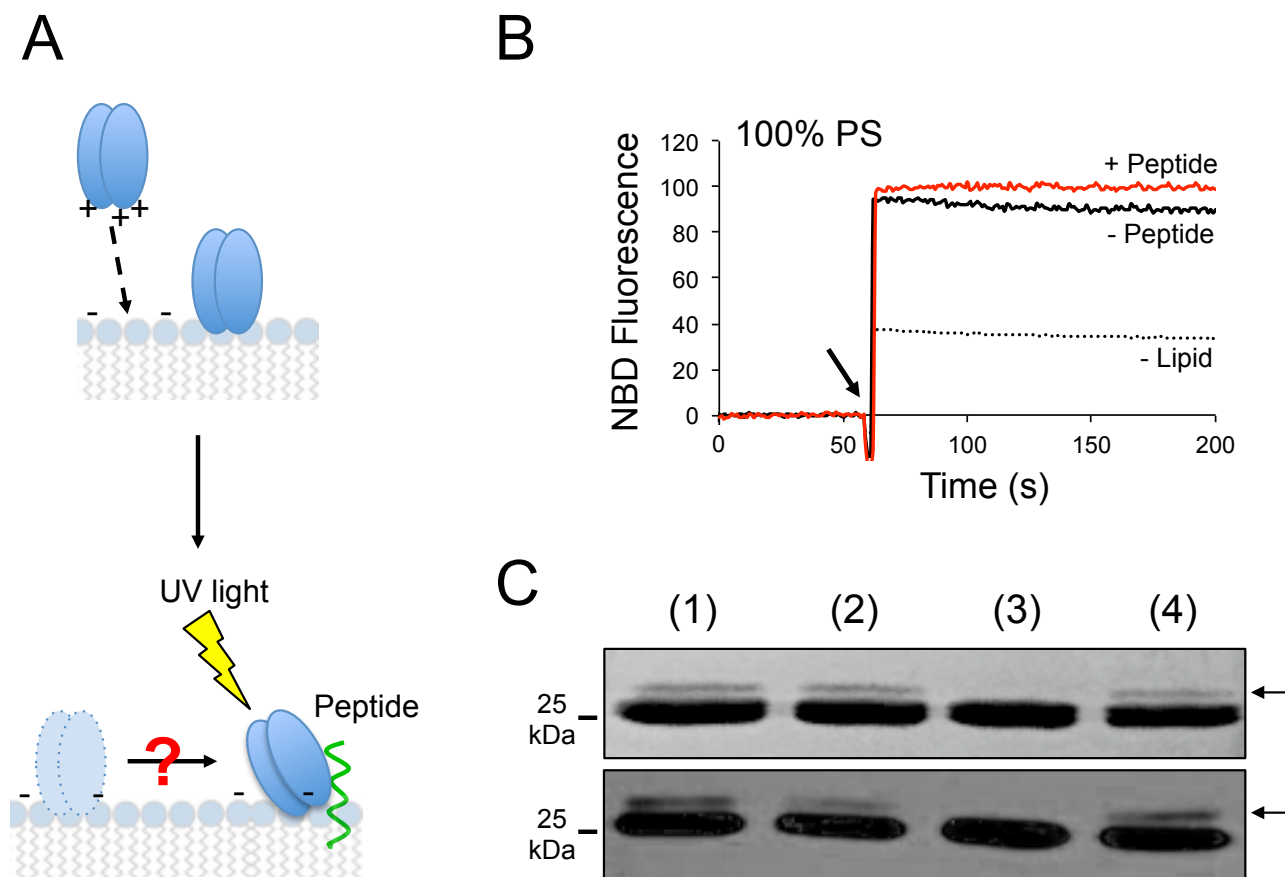 A
+
+ +
- -
UV light
Peptide
?
- - - -
B
100% PS
NBD Fluorescence
120
100
80
60
40
20
0
0 50 100 150 200
Time (s)
+ Peptide
- Peptide
- Lipid
C
(1) (2) (3) (4)
25
kDa
25
kDa